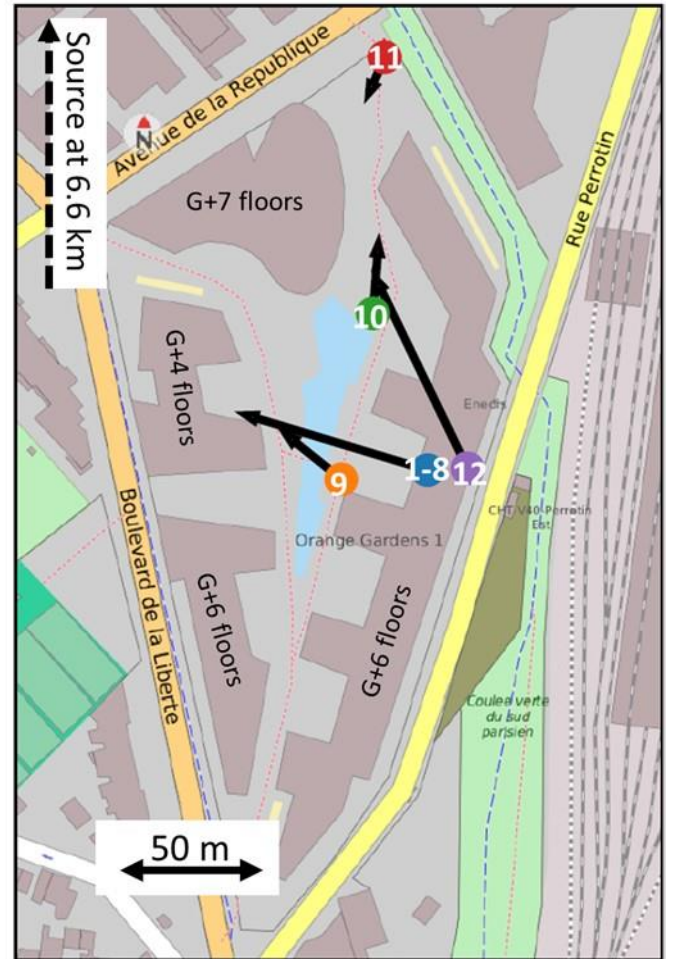 Source at 6.6 km
N
Avenue de la Republique
11
Rue Perrotin
G+7 floors
10
G+4 floors
Enedis
1-8
12
9
CHT V40-Perrotin
Est
Orange Gardens 1
Boulevard de la Liberte
G+6 floors
G+6 floors
Coulee verte
du sud
parisien
50 m